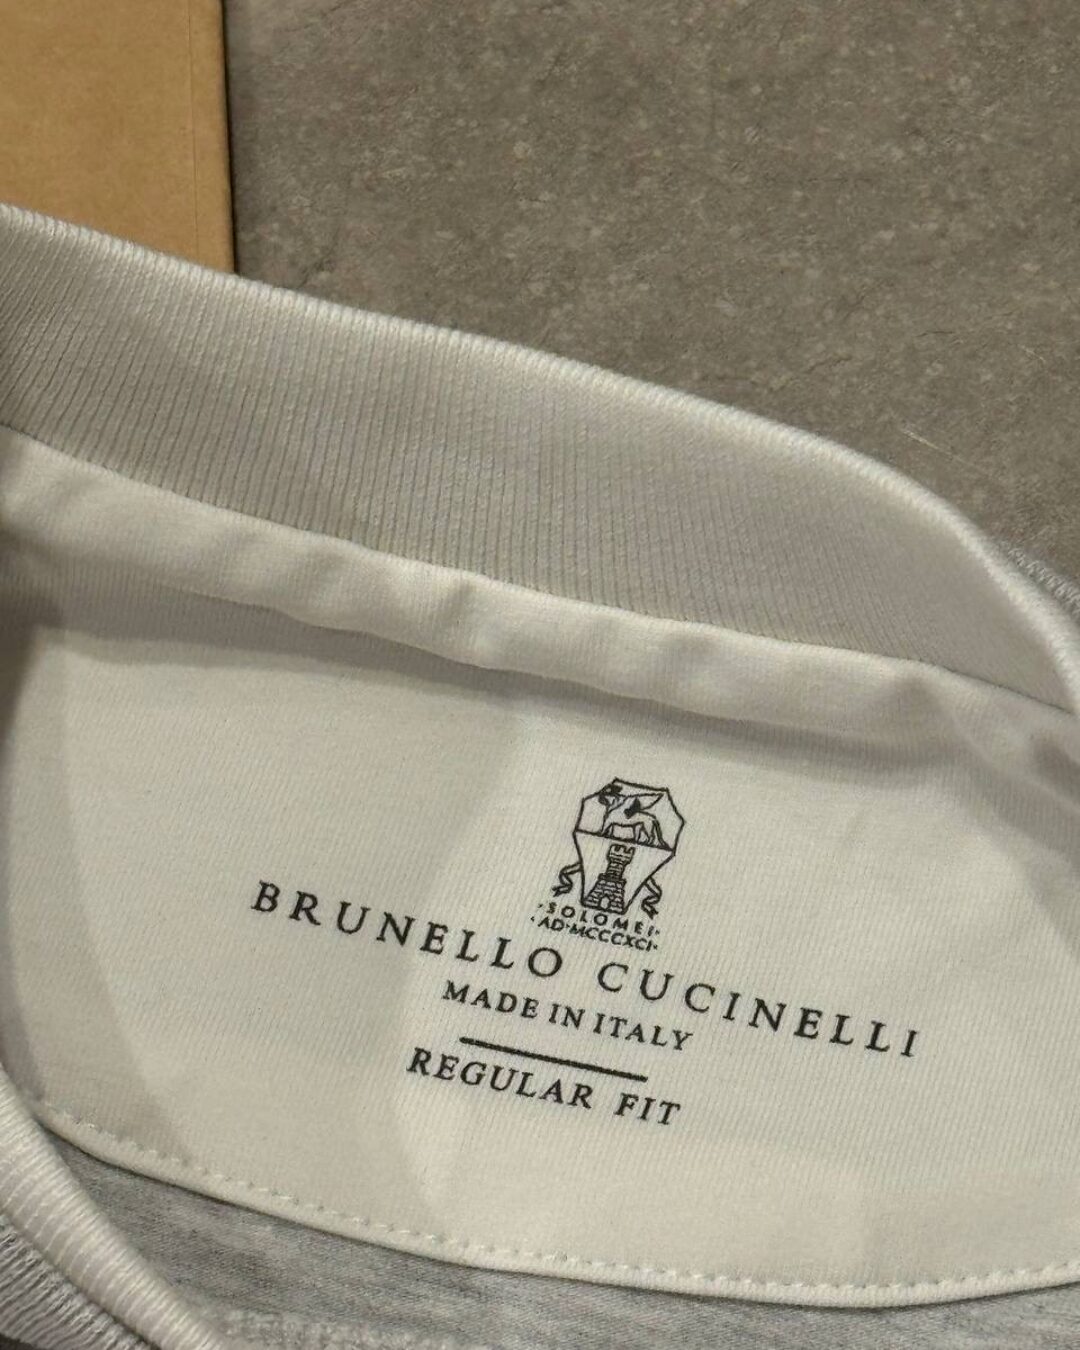 ·SOLOMEI·
·AD·MCCCXCI·
BRUNELLO CUCINELLI
MADE IN ITALY
REGULAR FIT